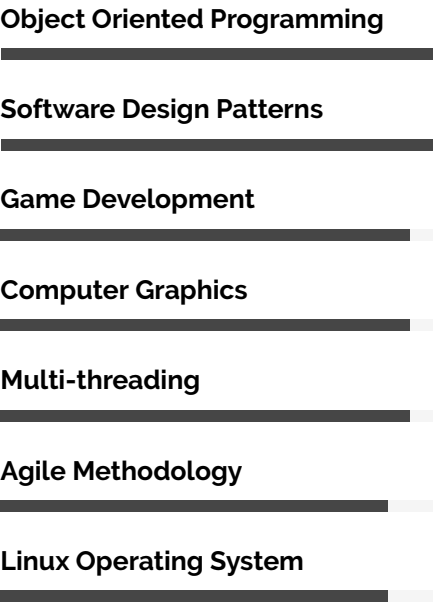 Object Oriented Programming
Software Design Patterns
Game Development
Computer Graphics
Multi-threading
Agile Methodology
Linux Operating System